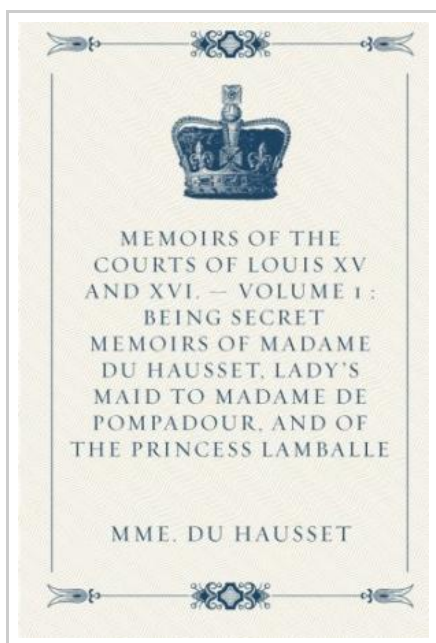 MEMOIRS OF THE
COURTS OF LOUIS XV
AND XVI. — VOLUME 1 :
BEING SECRET
MEMOIRS OF MADAME
DU HAUSSET, LADY'S
MAID TO MADAME DE
POMPADOUR, AND OF
THE PRINCESS LAMBALLE
MME. DU HAUSSET